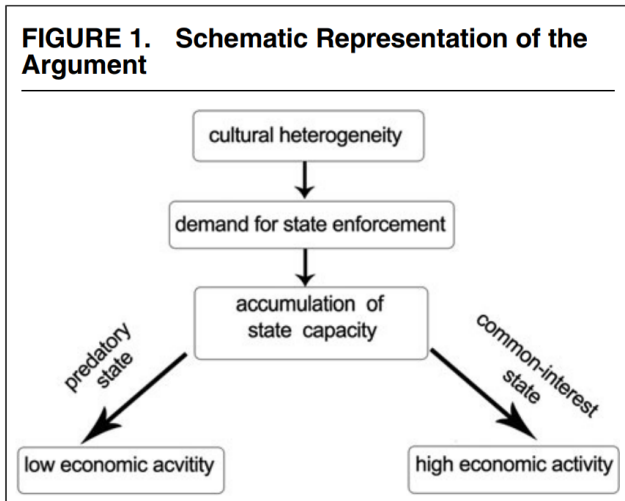 FIGURE 1. Schematic Representation of the
Argument
cultural heterogeneity
demand for state enforcement
accumulation of
state capacity
predatory
state
common-interest
state
low economic acvitity
high economic activity